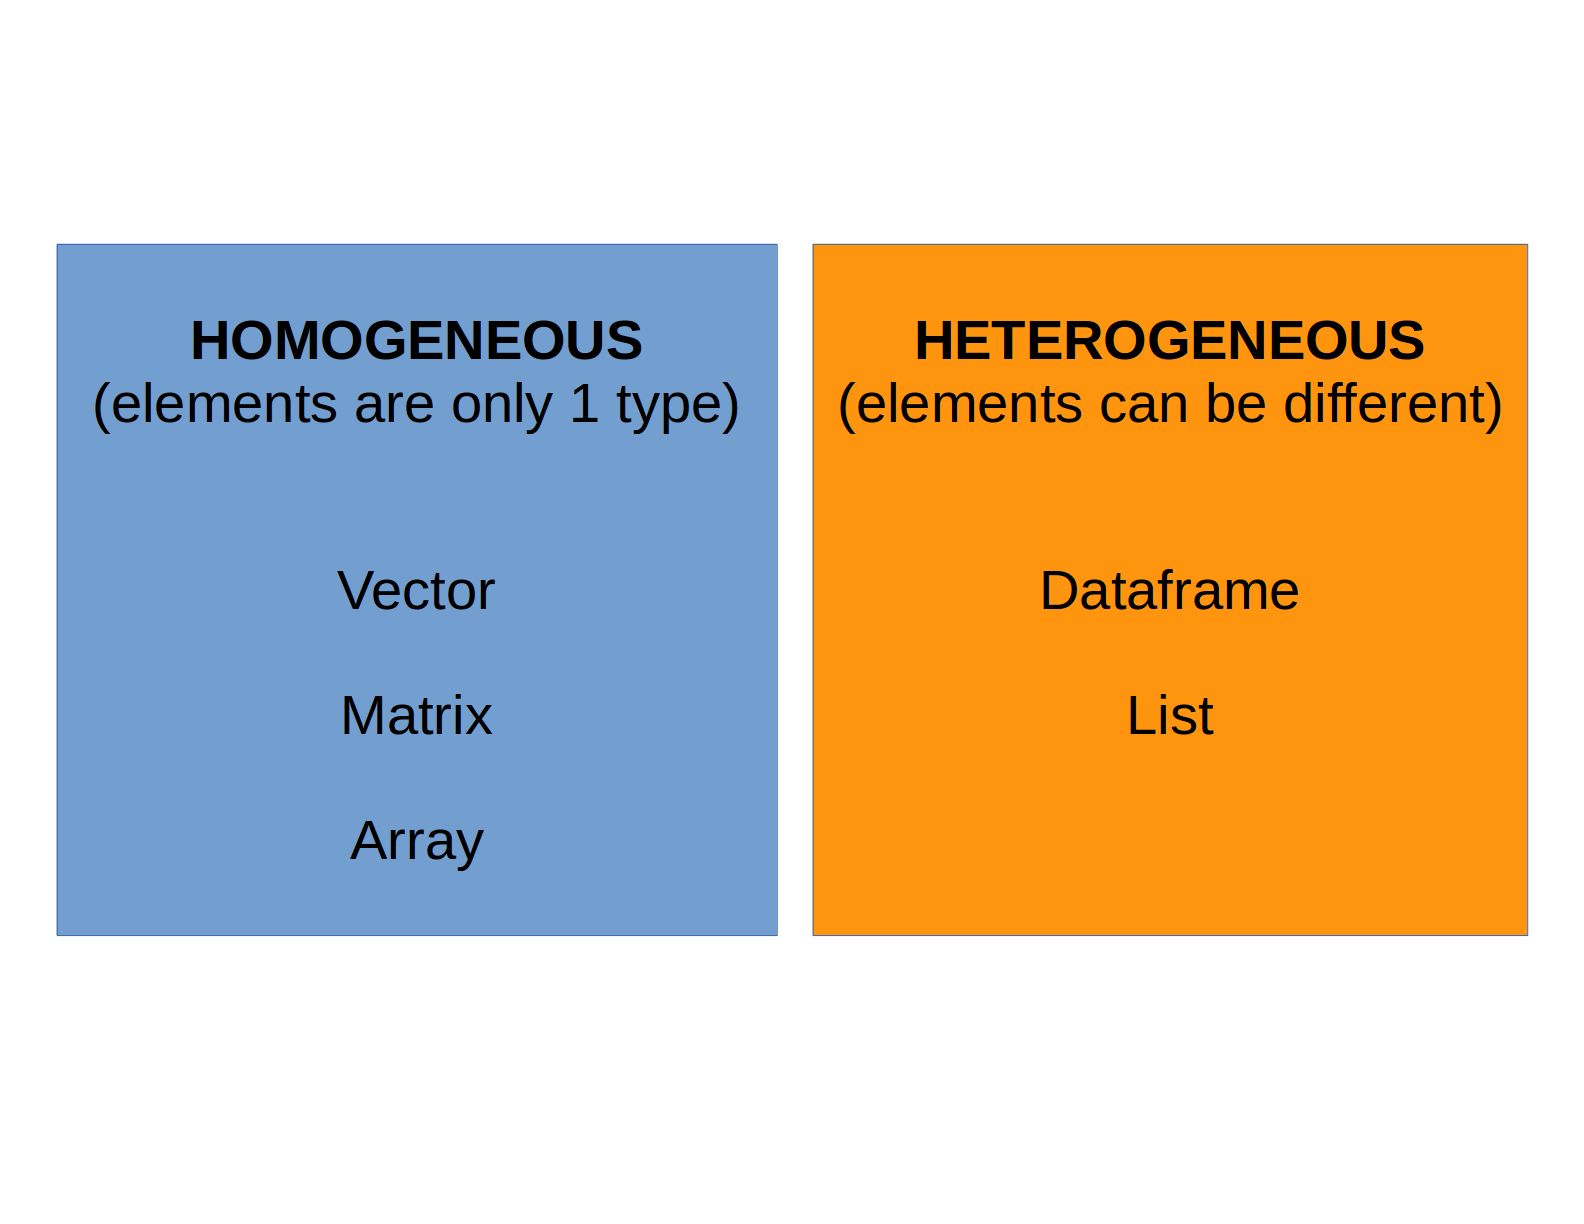 HOMOGENEOUS
(elements are only 1 type)
Vector
Matrix
Array
HETEROGENEOUS
(elements can be different)
Dataframe
List